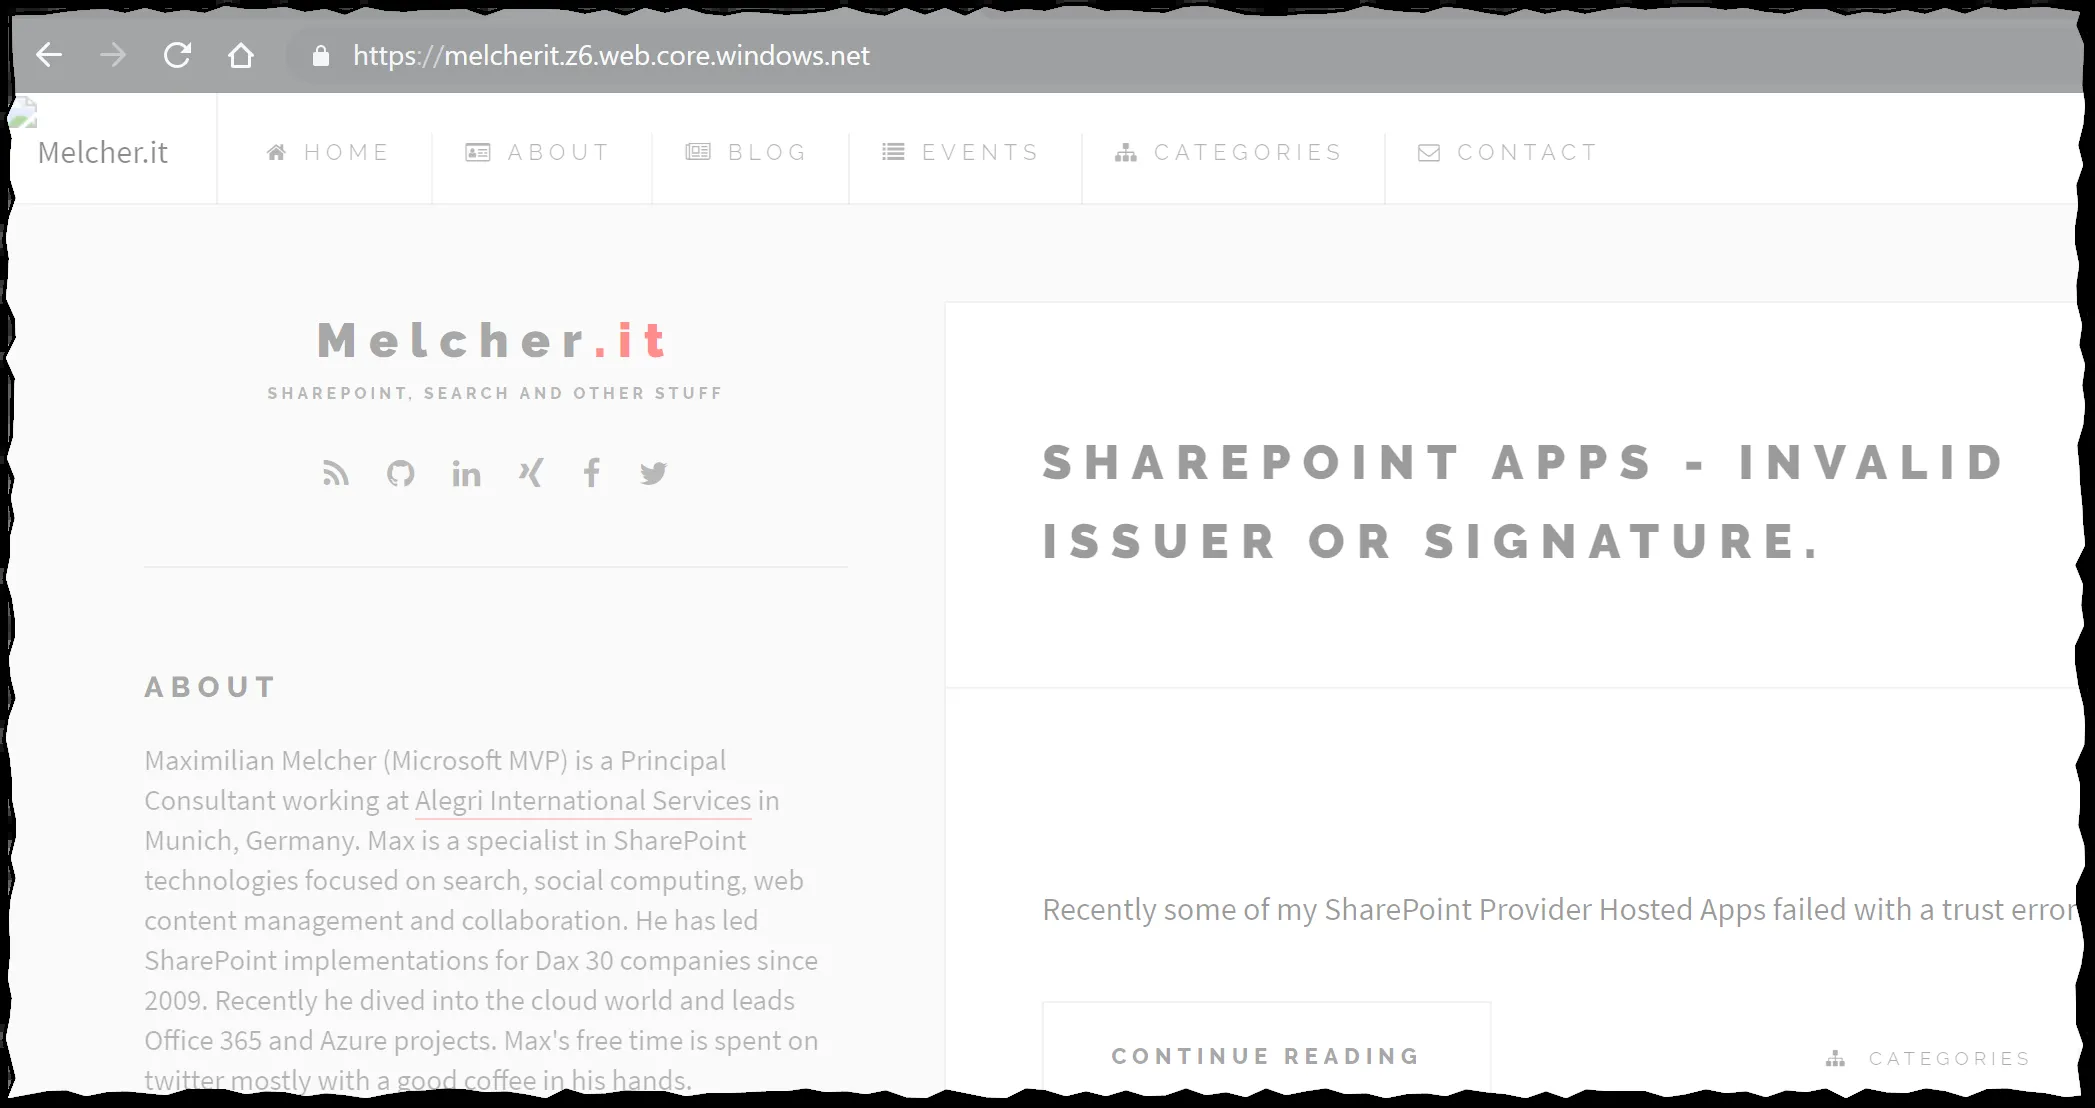 https://melcherit.z6.web.core.windows.net
Melcher.it
HOME
ABOUT
BLOG
EVENTS
CATEGORIES
CONTACT
Melcher.it
SHAREPOINT, SEARCH AND OTHER STUFF
ABOUT
Maximilian Melcher (Microsoft MVP) is a Principal
Consultant working at Alegri International Services in
Munich, Germany. Max is a specialist in SharePoint
technologies focused on search, social computing, web
content management and collaboration. He has led
SharePoint implementations for Dax 30 companies since
2009. Recently he dived into the cloud world and leads
Office 365 and Azure projects. Max's free time is spent on
twitter mostly with a good coffee in his hands.
SHAREPOINT APPS - INVALID
ISSUER OR SIGNATURE.
Recently some of my SharePoint Provider Hosted Apps failed with a trust error
CONTINUE READING
CATEGORIES